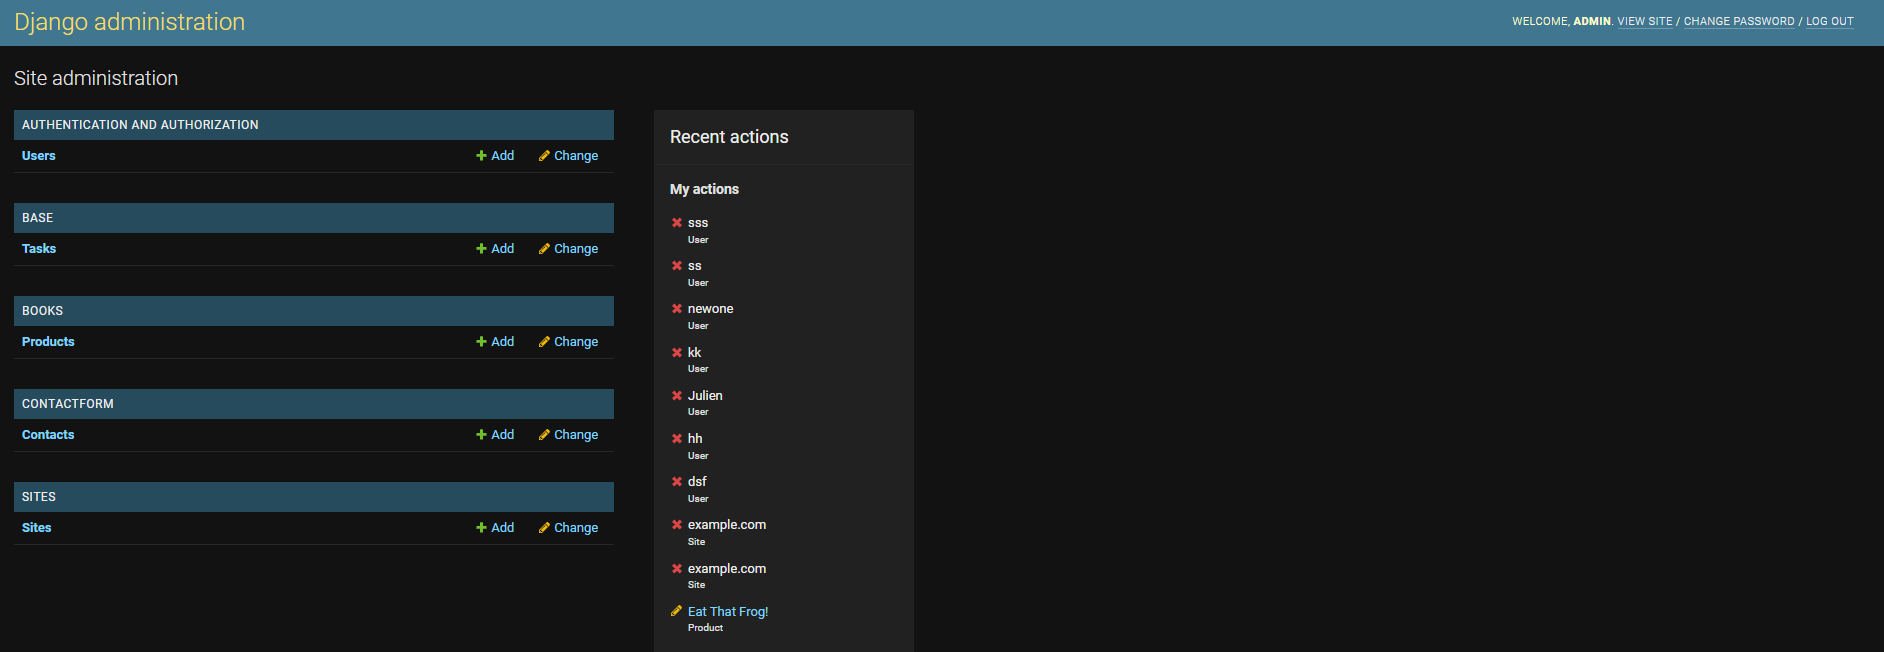 Django administration
WELCOME, ADMIN. VIEW SITE / CHANGE PASSWORD / LOG OUT
Site administration
AUTHENTICATION AND AUTHORIZATION
Users Add Change
BASE
Tasks Add Change
BOOKS
Products Add Change
CONTACTFORM
Contacts Add Change
SITES
Sites Add Change
Recent actions
My actions
sss
User
ss
User
newone
User
kk
User
Julien
User
hh
User
dsf
User
example.com
Site
example.com
Site
Eat That Frog!
Product